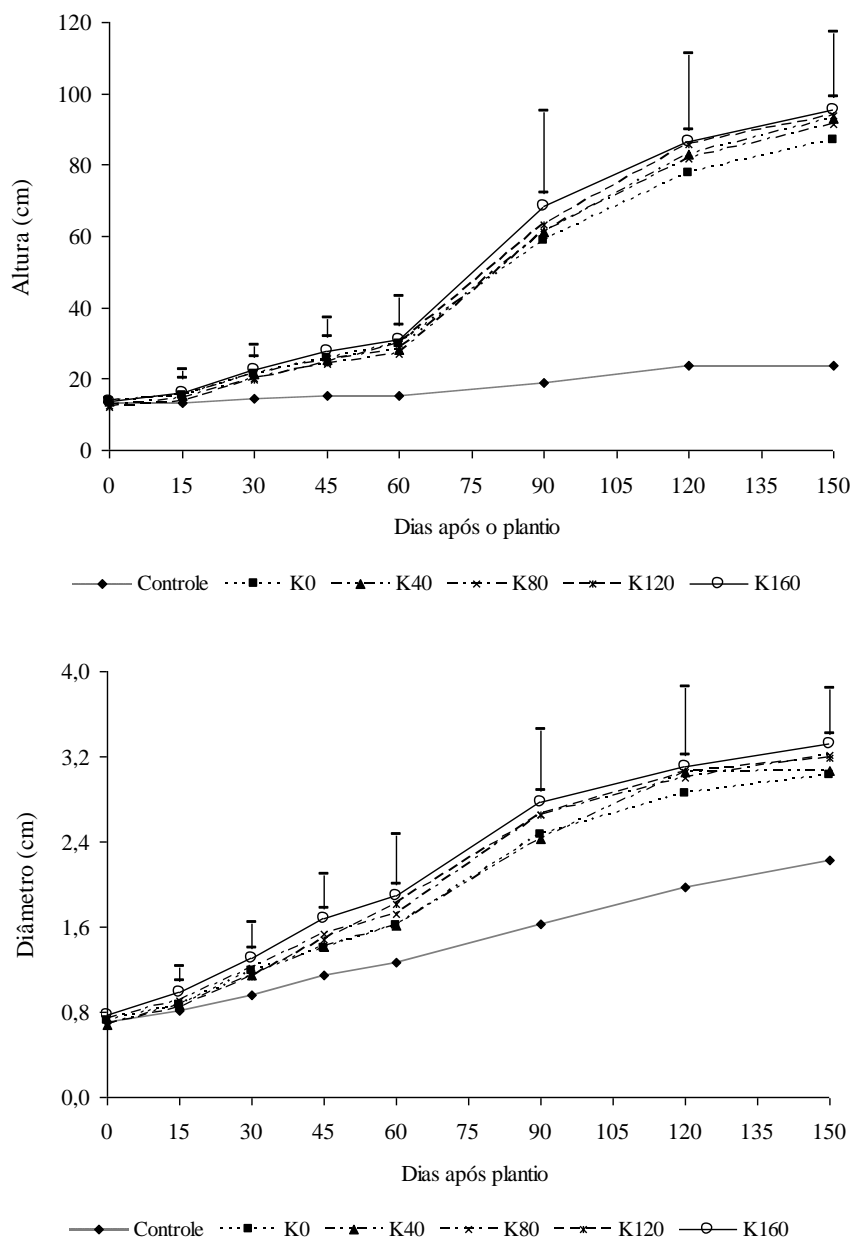 120
100
80
60
40
20
0
Altura (cm)
0 15 30 45 60 75 90 105 120 135 150
Dias após o plantio
Controle K0 K40 K80 K120 K160
4,0
3,2
2,4
1,6
0,8
0,0
Diâmetro (cm)
0 15 30 45 60 75 90 105 120 135 150
Dias após plantio
Controle K0 K40 K80 K120 K160